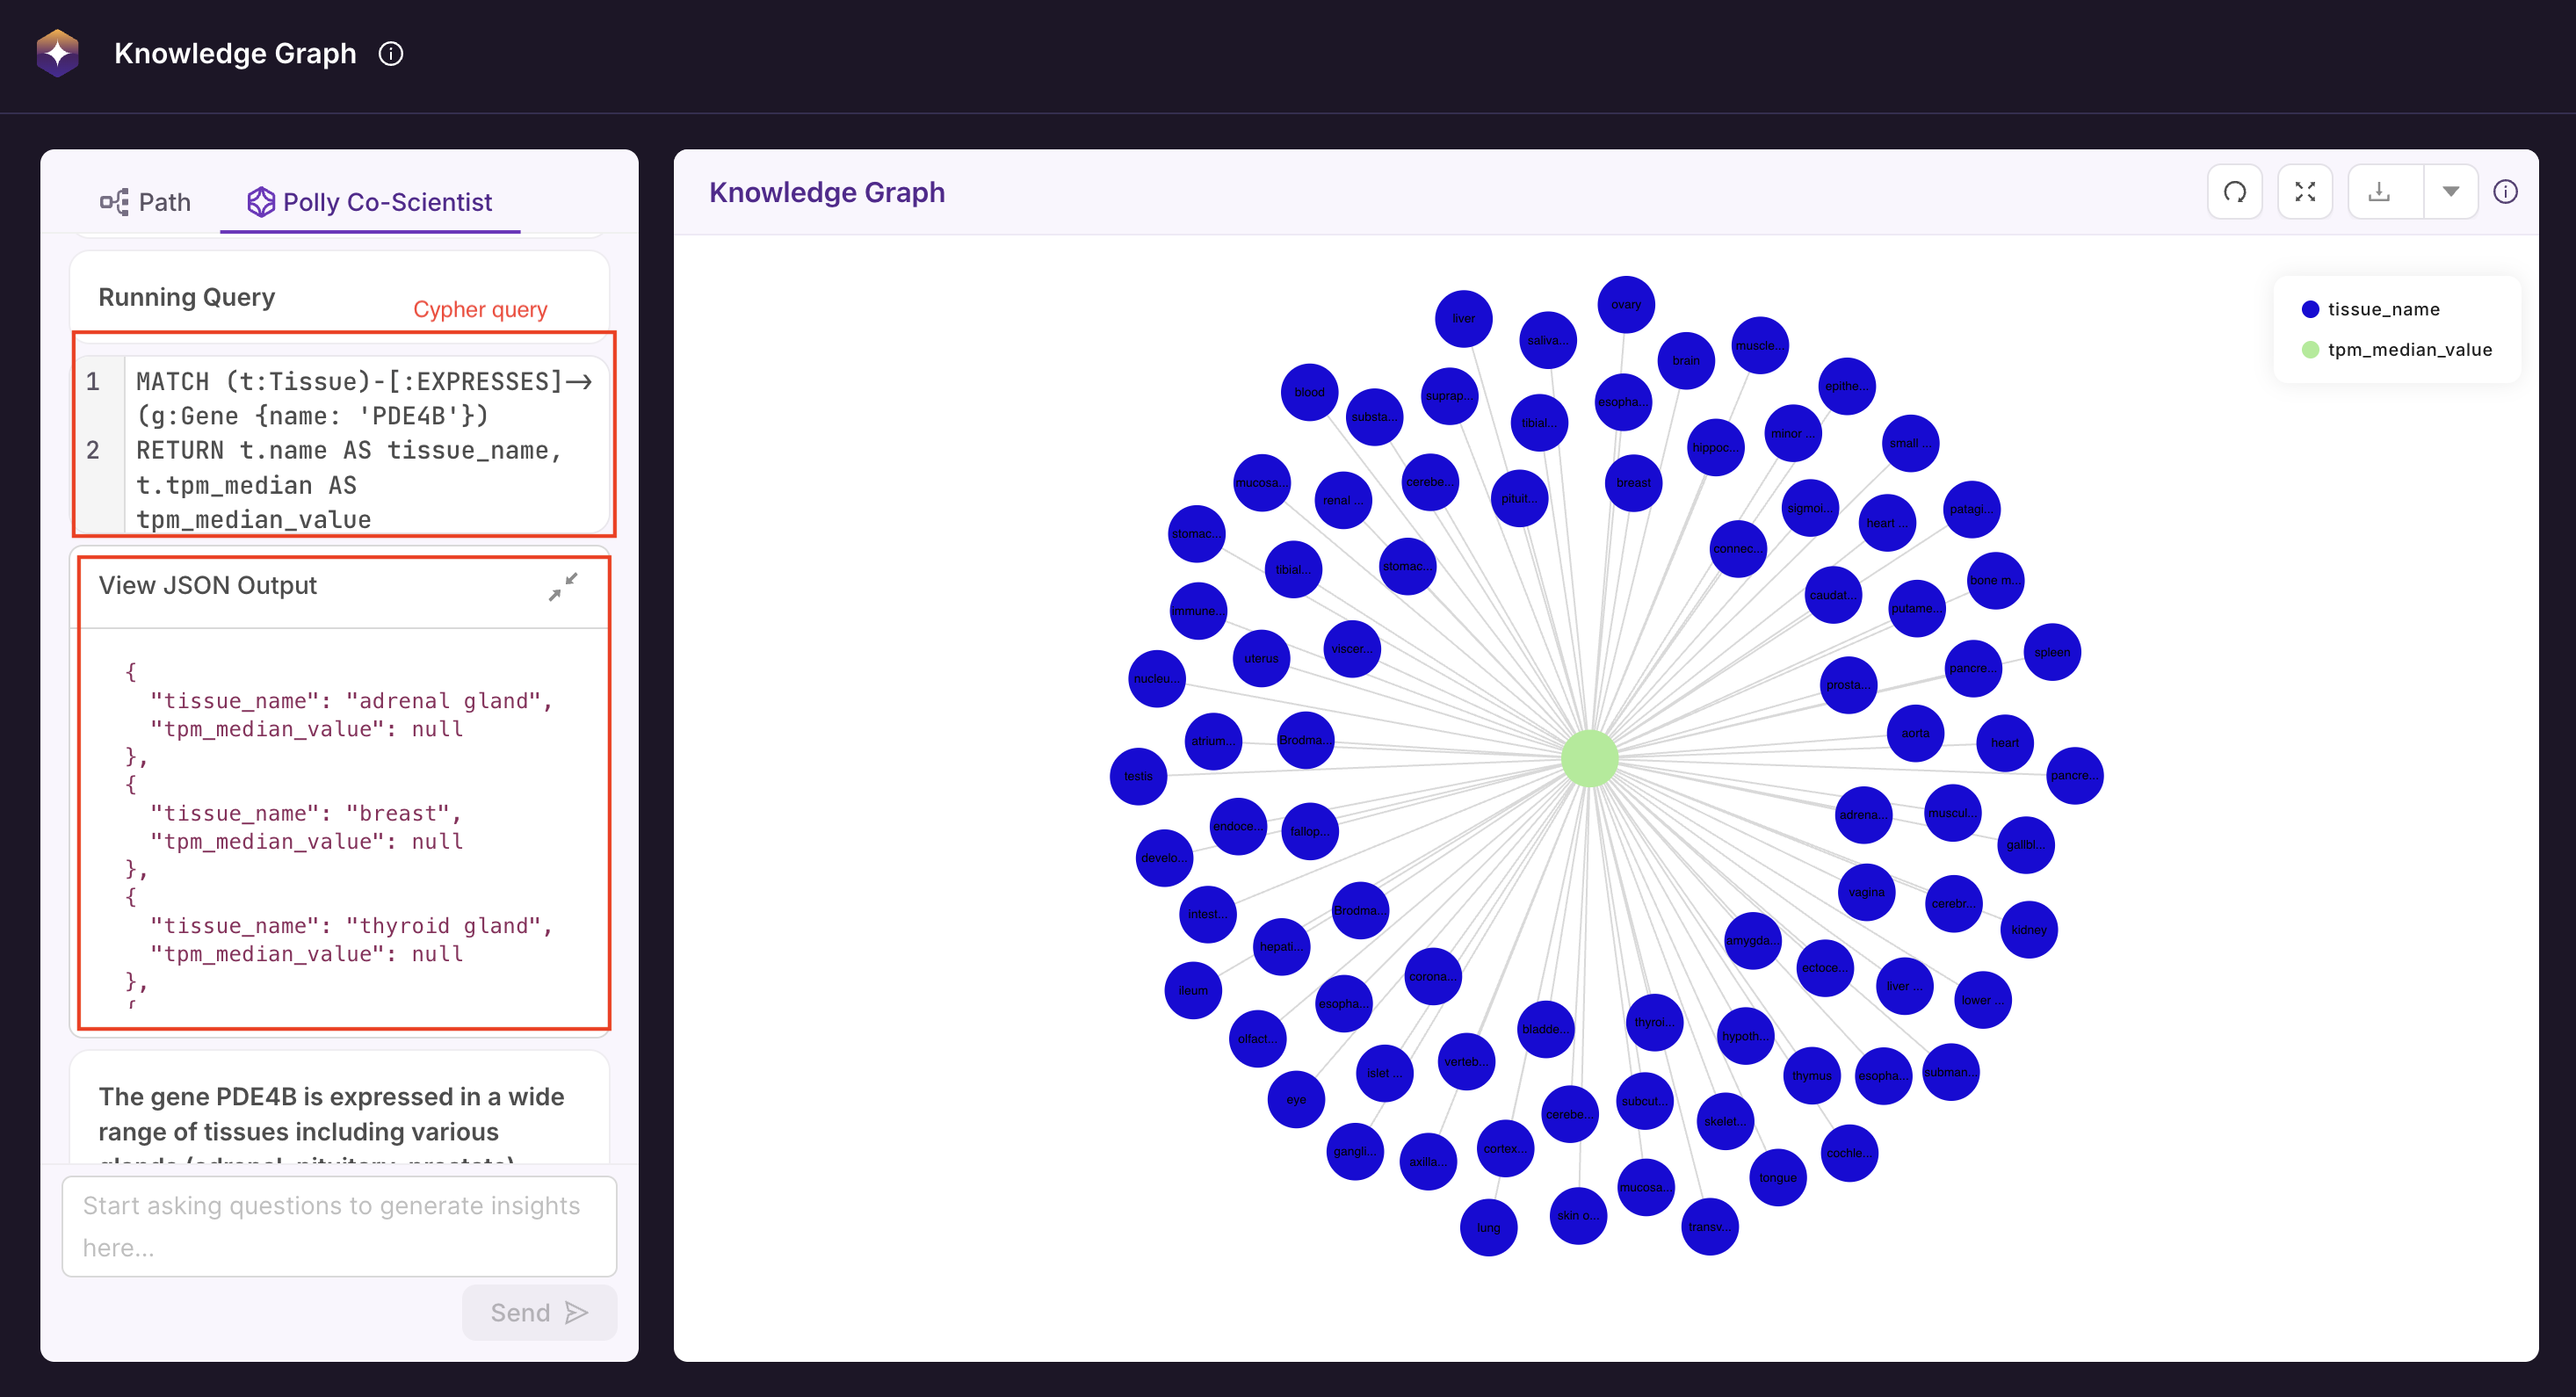 Knowledge Graph
Path
Polly Co-Scientist
Running Query
Cypher query
1 MATCH (t:Tissue)-[:EXPRESSES]->
(g:Gene {name: 'PDE4B'})
2 RETURN t.name AS tissue_name,
t.tpm_median AS
tpm_median_value
View JSON Output
{
"tissue_name": "adrenal gland",
"tpm_median_value": null
},
{
"tissue_name": "breast",
"tpm_median_value": null
},
{
"tissue_name": "thyroid gland",
"tpm_median_value": null
},
{
The gene PDE4B is expressed in a wide
range of tissues including various
glands (adrenal, pituitary, prostate)
Start asking questions to generate insights
here...
Send
Knowledge Graph
tissue_name
tpm_median_value
ovary
liver
saliva...
brain
muscle...
epithe...
blood
suprap...
esopha...
substa...
tibial...
minor ...
small ...
hippoc...
mucosa...
cerebe...
breast
renal ...
pituit...
sigmoi...
patagi...
heart ...
stomac...
connec...
stomac...
tibial...
bone m...
caudat...
putame...
immune...
viscer...
spleen
uterus
pancre...
nucleu...
prosta...
aorta
Brodma...
atrium...
heart
testis
pancre...
muscul...
adrena...
endoce...
fallop...
gallbl...
develo...
vagina
cerebr...
Brodma...
intest...
kidney
amygda...
hepati...
ectoce...
corona...
liver ...
ileum
lower ...
esopha...
thyroi...
bladde...
hypoth...
olfact...
verteb...
subman...
islet ...
thymus
esopha...
eye
subcut...
cerebe...
skelet...
cortex...
gangli...
cochle...
axilla...
tongue
mucosa...
skin o...
transv...
lung